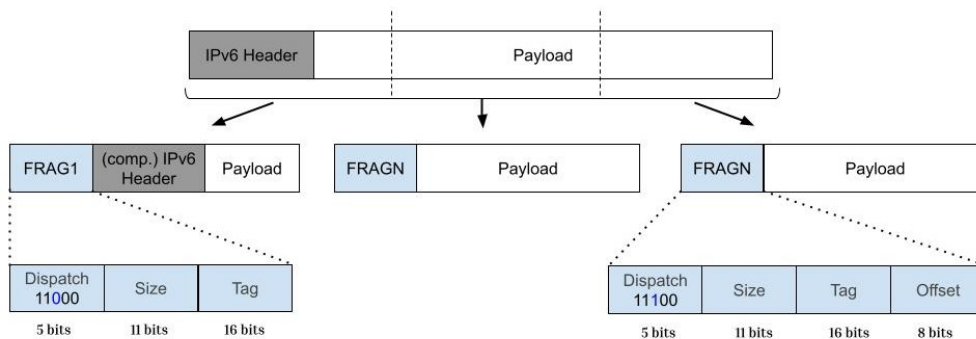 IPv6 Header Payload
FRAG1 (comp.) IPv6 Header Payload
FRAGN Payload
FRAGN Payload
Dispatch 11000 Size Tag
5 bits 11 bits 16 bits
Dispatch 11100 Size Tag Offset
5 bits 11 bits 16 bits 8 bits